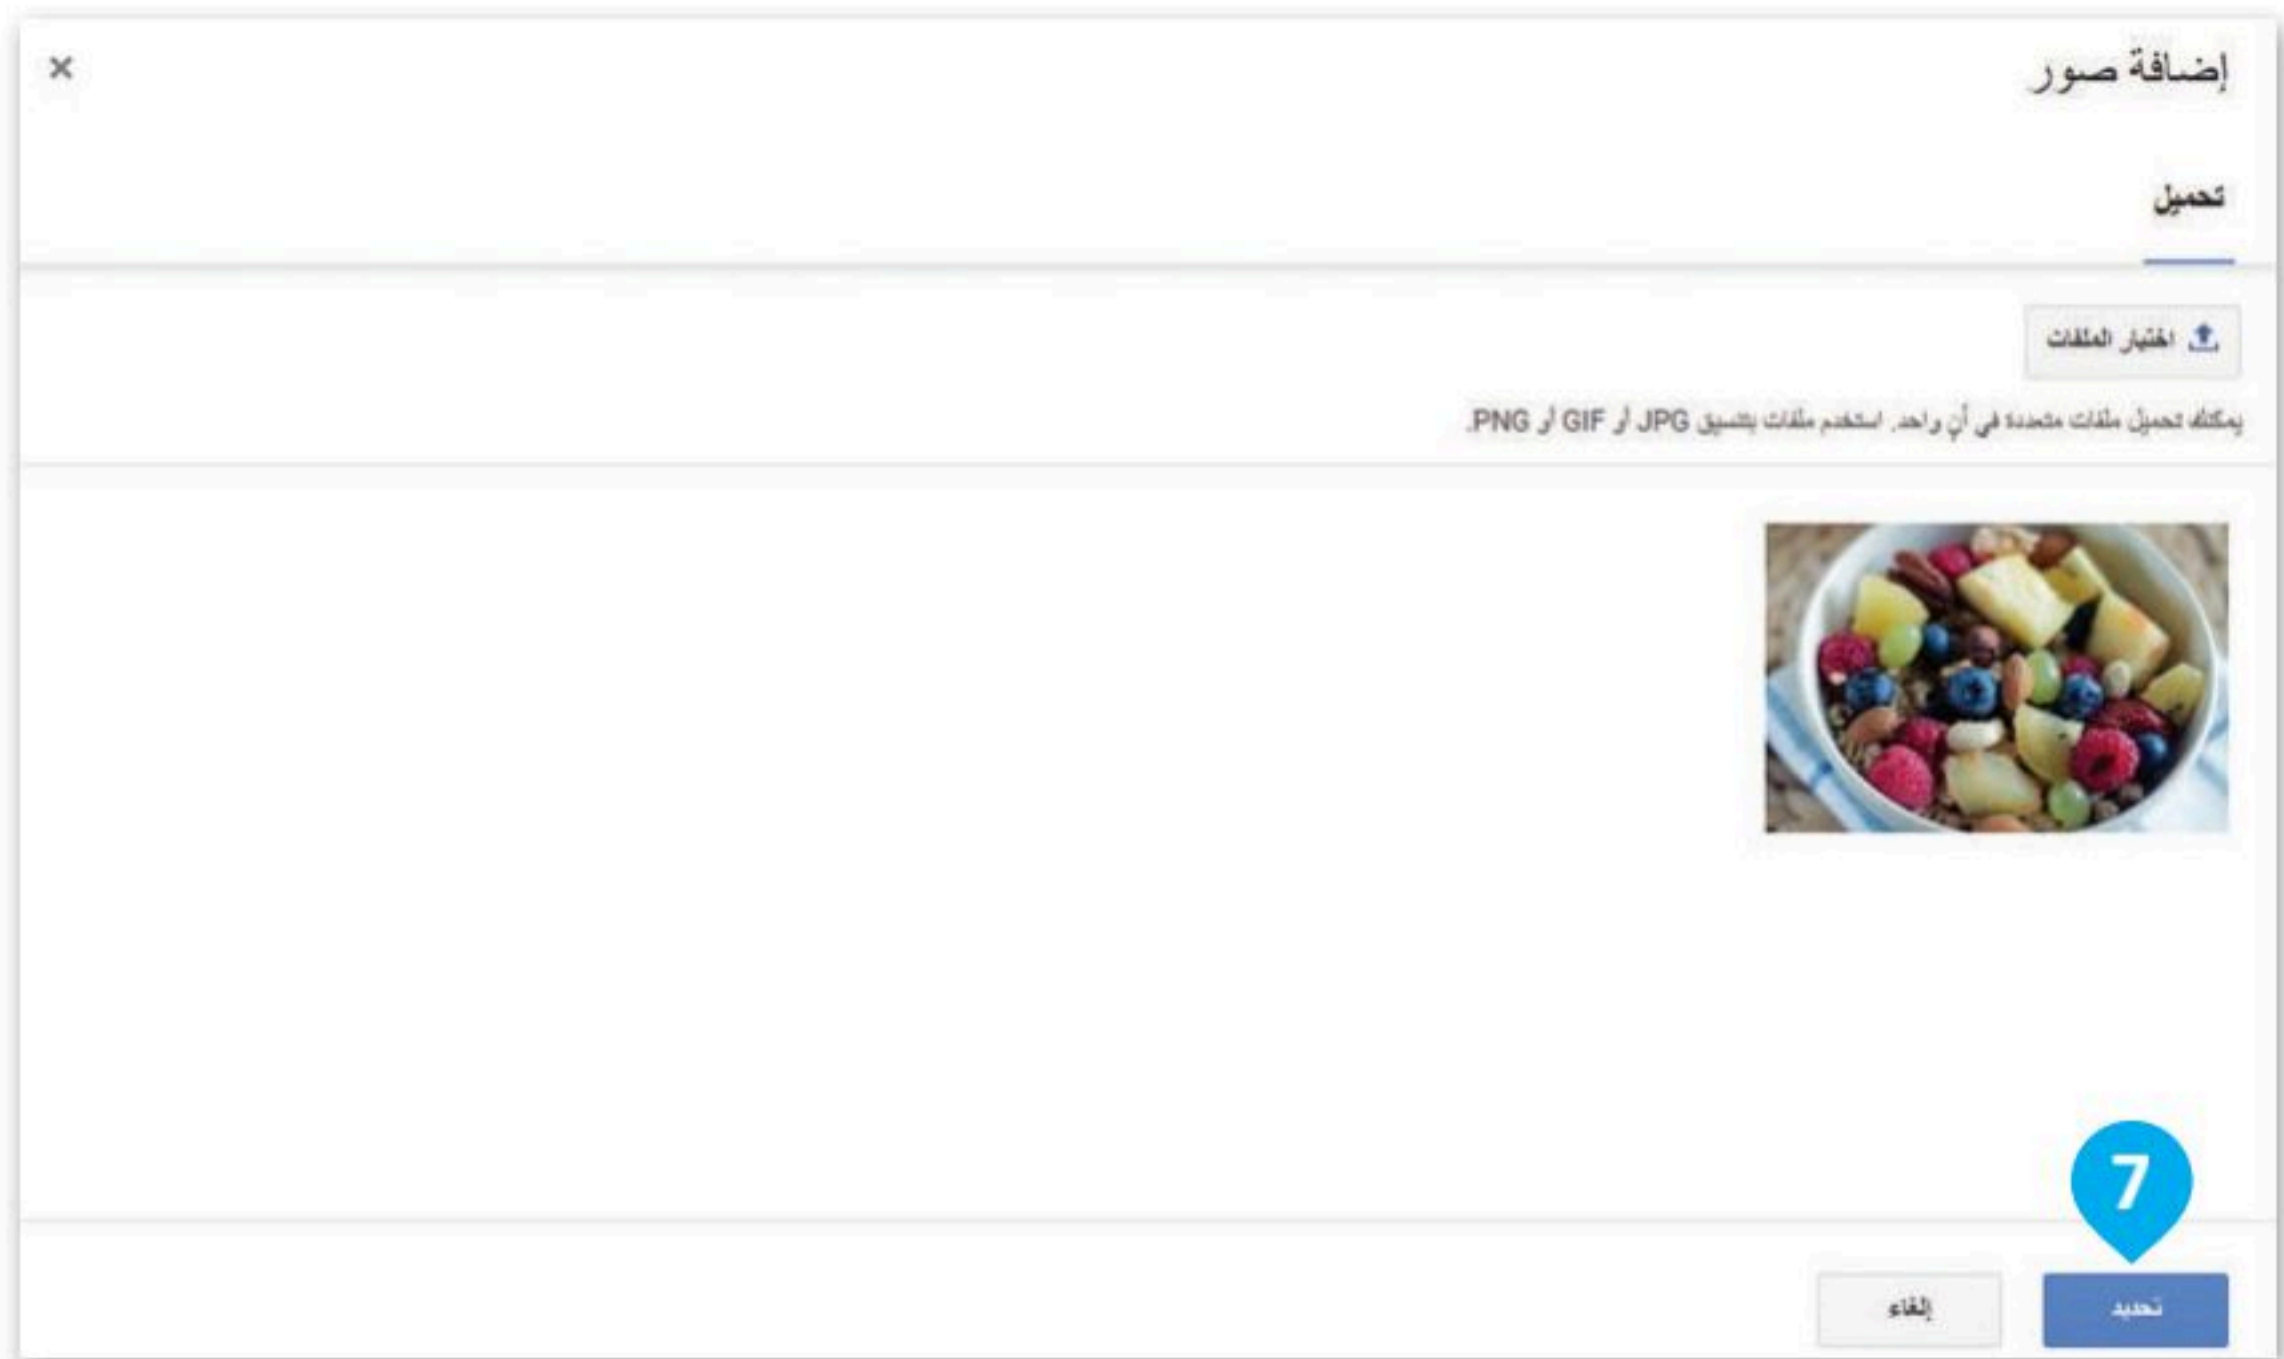 إضافة صور
×
تحميل
اختيار الملفات
يمكنك تحميل ملفات متعددة في أنٍ واحد. استخدم ملفات بتنسيق JPG أو GIF أو PNG.
7
تحديد
إلغاء